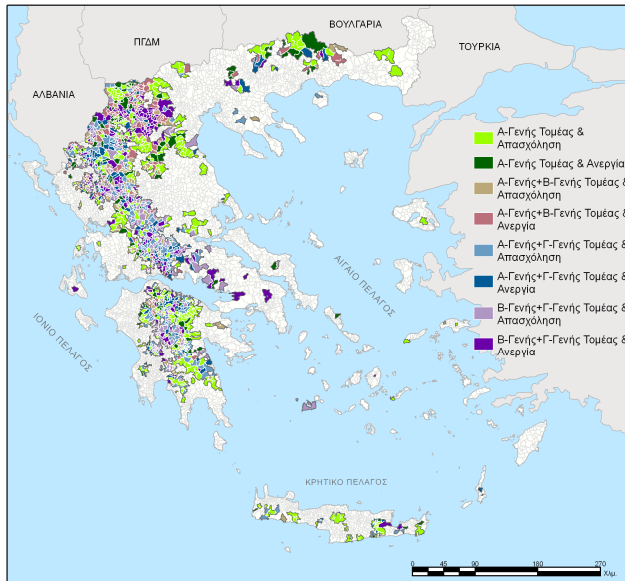 ΒΟΥΛΓΑΡΙΑ
ΠΓΔΜ
ΤΟΥΡΚΙΑ
ΑΛΒΑΝΙΑ
Α-Γενής Τομέας &
Απασχόληση
Α-Γενής Τομέας & Ανεργία
Α-Γενής+Β-Γενής Τομέας &
Απασχόληση
Α-Γενής+Β-Γενής Τομέας &
Ανεργία
Α-Γενής+Γ-Γενής Τομέας &
Απασχόληση
Α-Γενής+Γ-Γενής Τομέας &
Ανεργία
Β-Γενής+Γ-Γενής Τομέας &
Απασχόληση
Β-Γενής+Γ-Γενής Τομέας &
Ανεργία
ΑΙΓΑΙΟ ΠΕΛΑΓΟΣ
ΙΟΝΙΟ ΠΕΛΑΓΟΣ
ΚΡΗΤΙΚΟ ΠΕΛΑΓΟΣ
0 45 90 180 270
Χλμ.